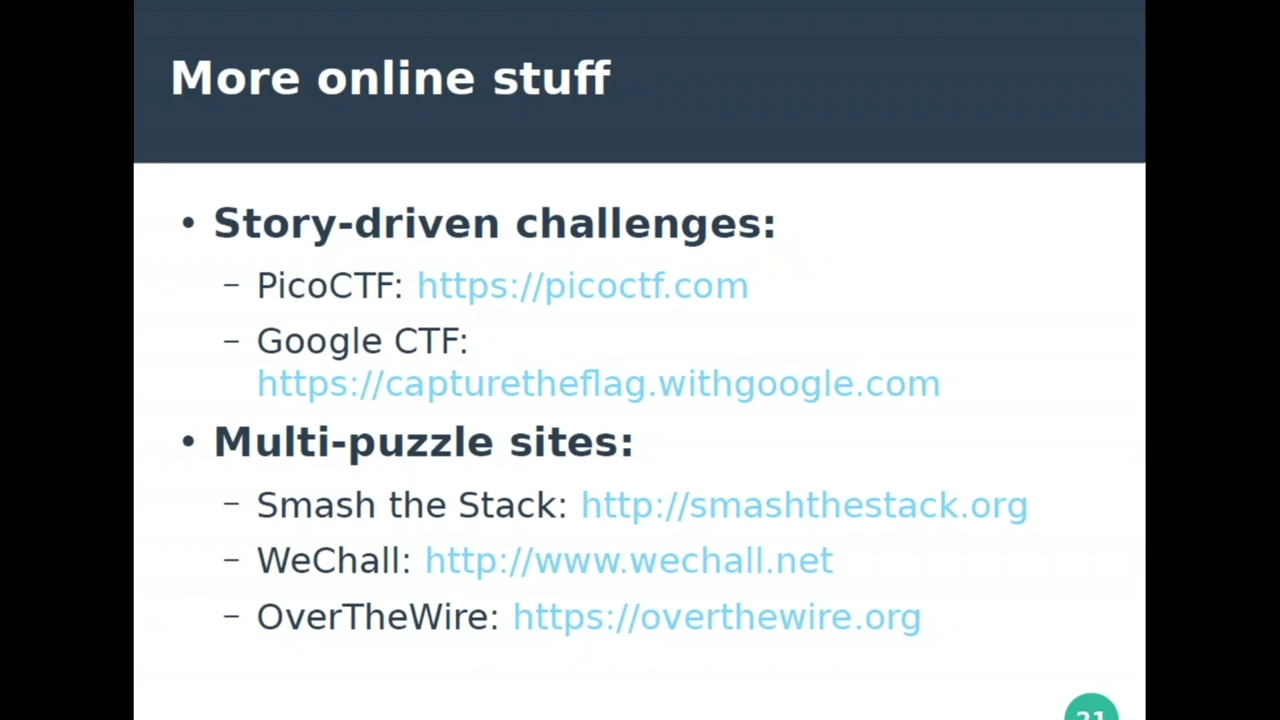 More online stuff
• Story-driven challenges:
– PicoCTF: https://picoctf.com
– Google CTF:
https://capturetheflag.withgoogle.com
• Multi-puzzle sites:
– Smash the Stack: http://smashthestack.org
– WeChall: http://www.wechall.net
– OverTheWire: https://overthewire.org
21